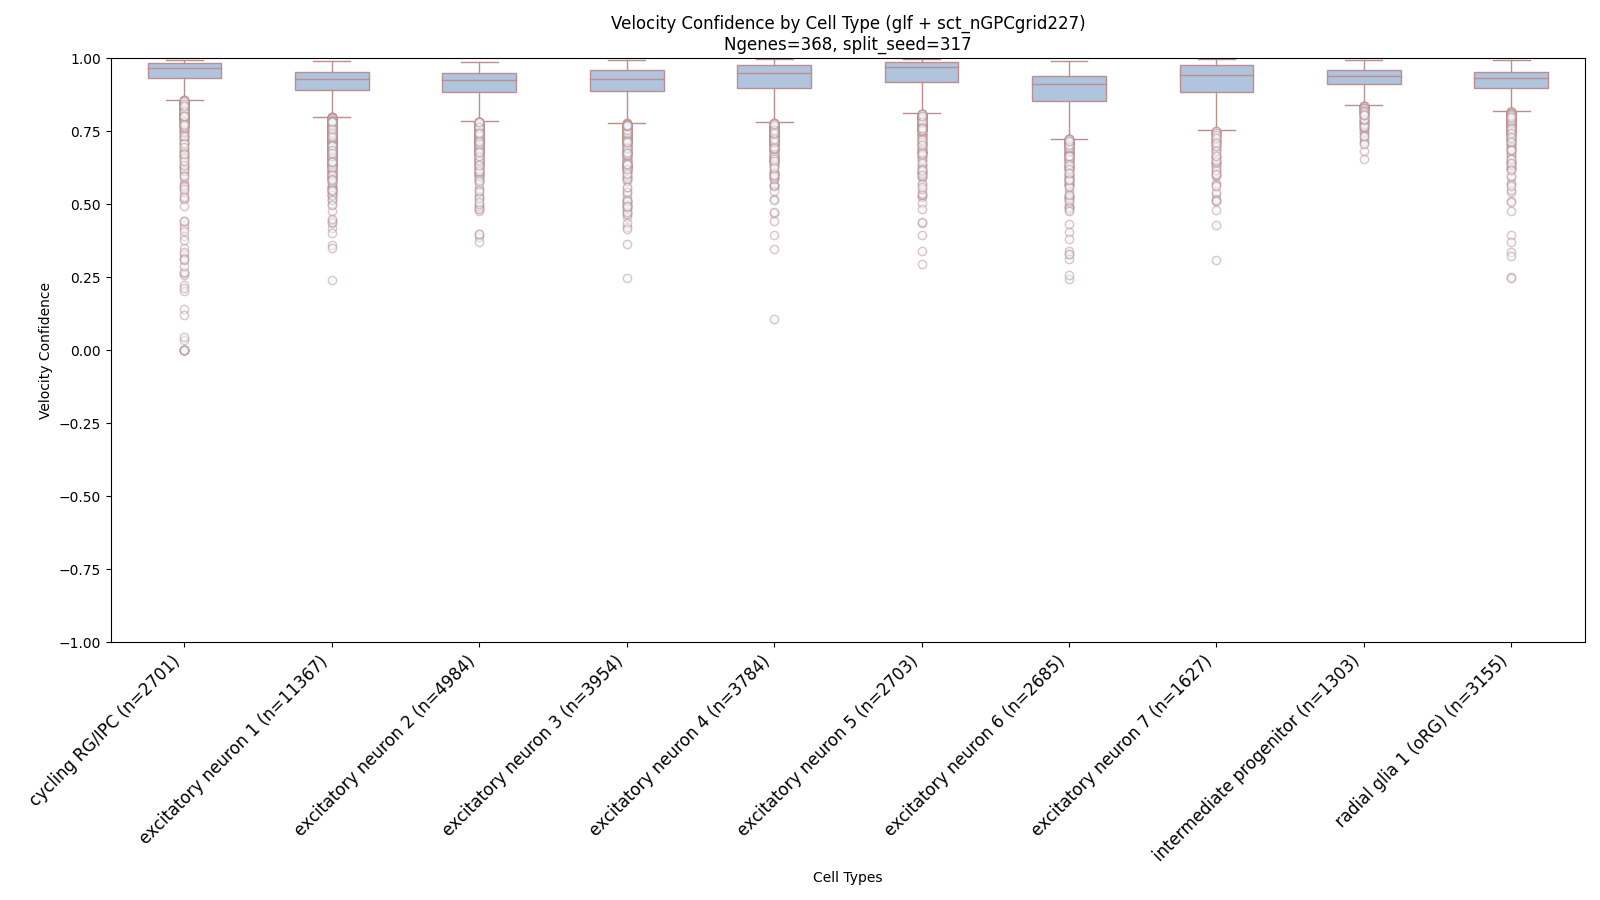 Velocity Confidence by Cell Type (glf + sct_nGPCgrid227)
Ngenes=368, split_seed=317
1.00
0.75
0.50
0.25
0.00
−0.25
−0.50
−0.75
−1.00
Velocity Confidence
cycling RG/IPC (n=2701)
excitatory neuron 1 (n=11367)
excitatory neuron 2 (n=4984)
excitatory neuron 3 (n=3954)
excitatory neuron 4 (n=3784)
excitatory neuron 5 (n=2703)
excitatory neuron 6 (n=2685)
excitatory neuron 7 (n=1627)
intermediate progenitor (n=1303)
radial glia 1 (oRG) (n=3155)
Cell Types